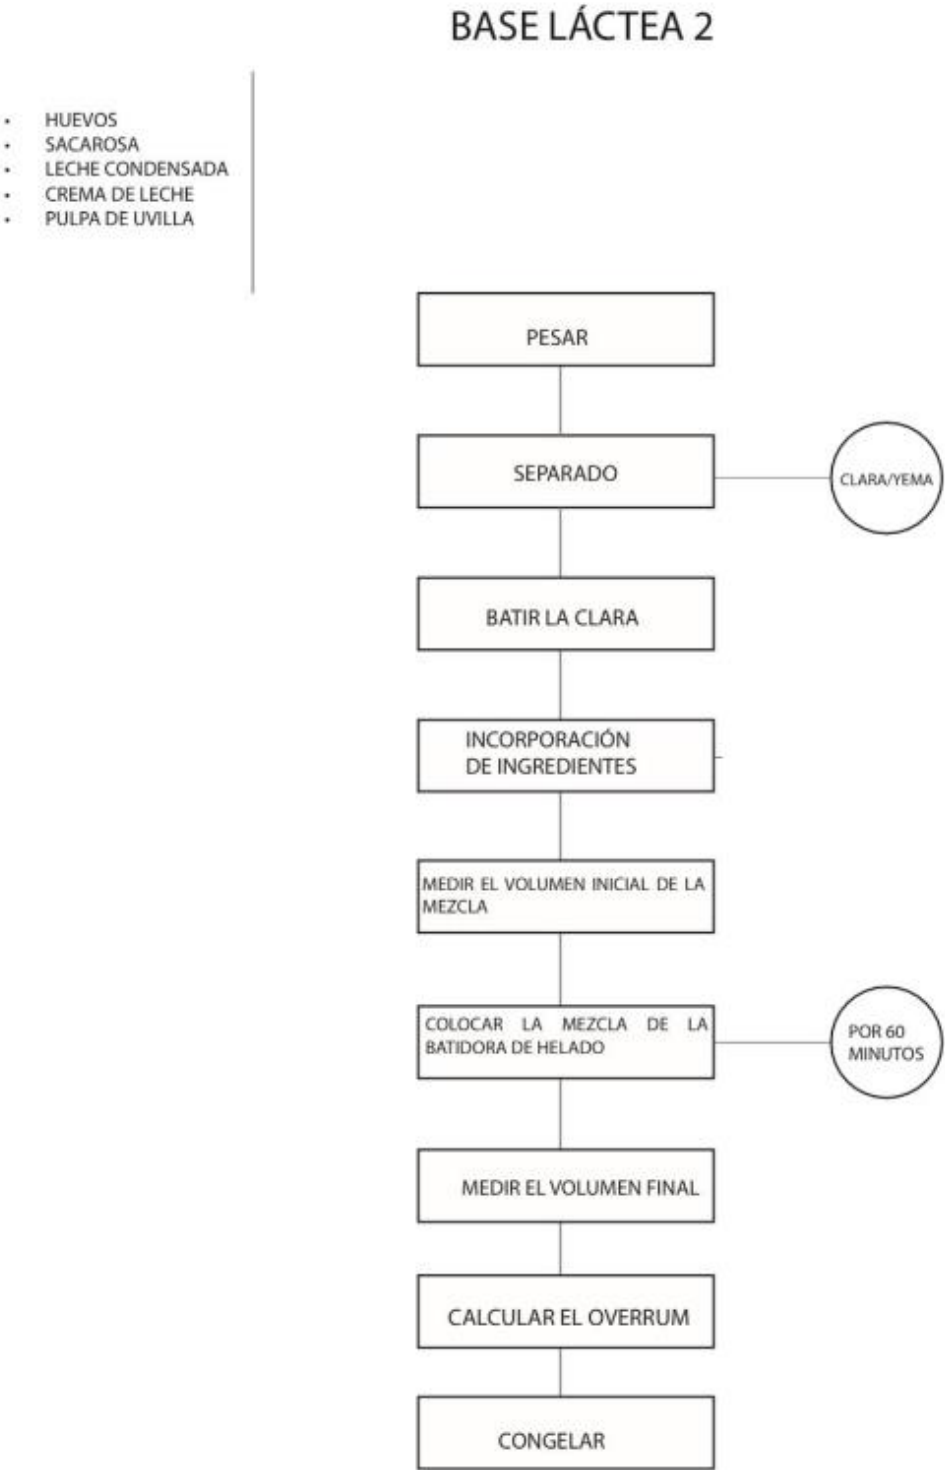 BASE LÁCTEA 2
• HUEVOS
• SACAROSA
• LECHE CONDENSADA
• CREMA DE LECHE
• PULPA DE UVILLA
PESAR
SEPARADO
CLARA/YEMA
BATIR LA CLARA
INCORPORACIÓN
DE INGREDIENTES
MEDIR EL VOLUMEN INICIAL DE LA
MEZCLA
COLOCAR LA MEZCLA DE LA
BATIDORA DE HELADO
POR 60
MINUTOS
MEDIR EL VOLUMEN FINAL
CALCULAR EL OVERRUM
CONGELAR